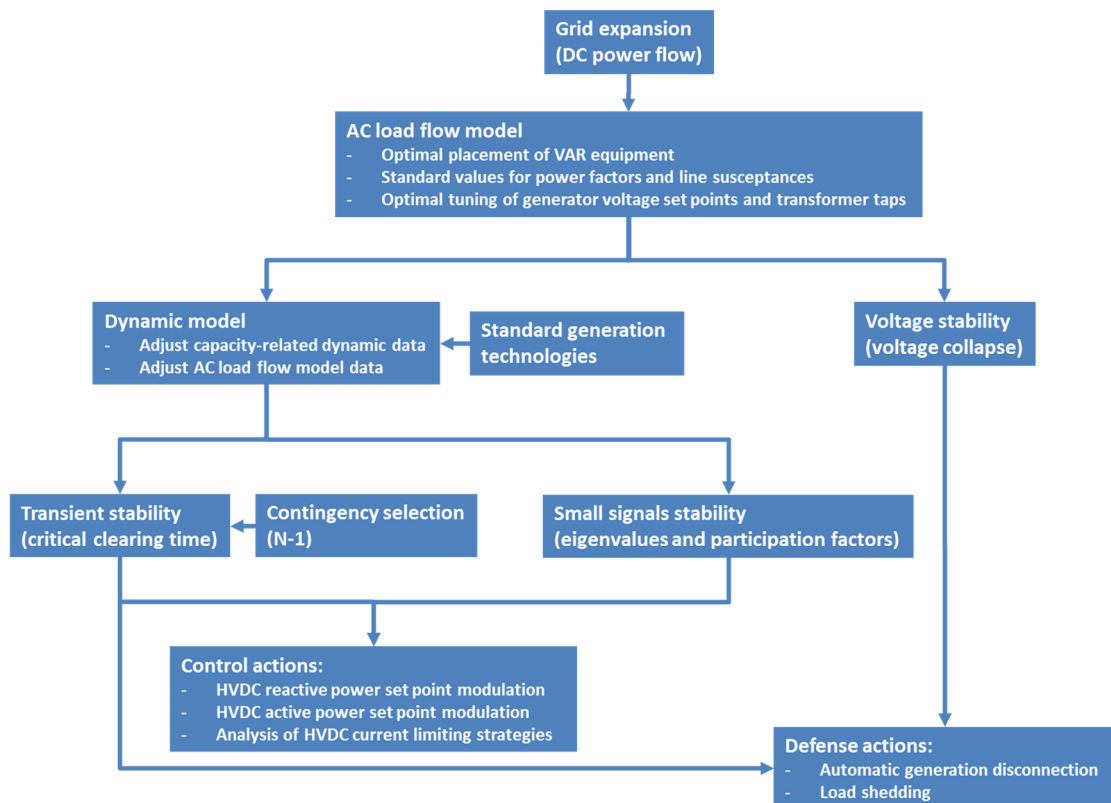 Grid expansion
(DC power flow)
AC load flow model
- Optimal placement of VAR equipment
- Standard values for power factors and line susceptances
- Optimal tuning of generator voltage set points and transformer taps
Dynamic model
- Adjust capacity-related dynamic data
- Adjust AC load flow model data
Standard generation
technologies
Voltage stability
(voltage collapse)
Transient stability
(critical clearing time)
Contingency selection
(N-1)
Small signals stability
(eigenvalues and participation factors)
Control actions:
- HVDC reactive power set point modulation
- HVDC active power set point modulation
- Analysis of HVDC current limiting strategies
Defense actions:
- Automatic generation disconnection
- Load shedding